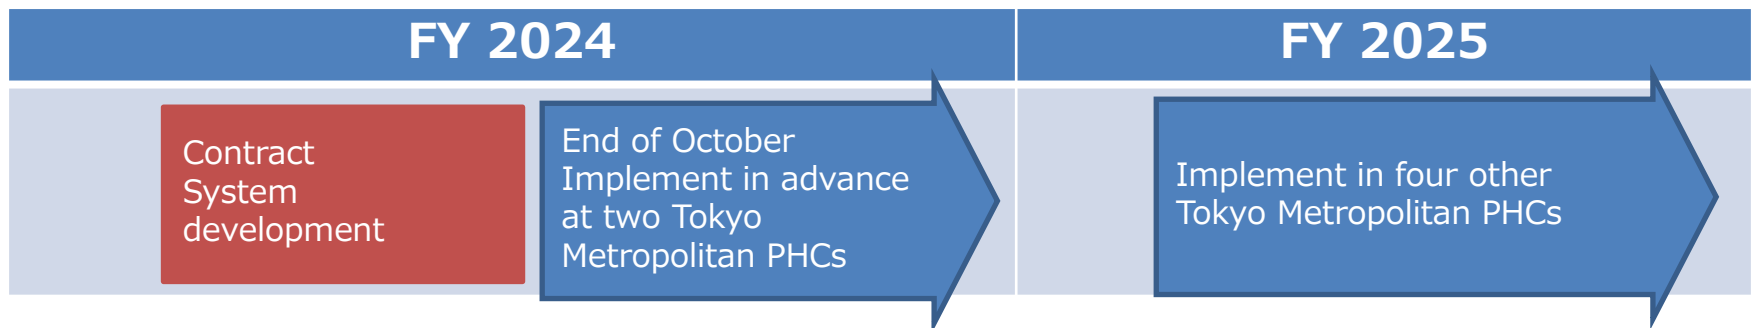 FY 2024
FY 2025
Contract
System
development
End of October
Implement in advance
at two Tokyo
Metropolitan PHCs
Implement in four other
Tokyo Metropolitan PHCs